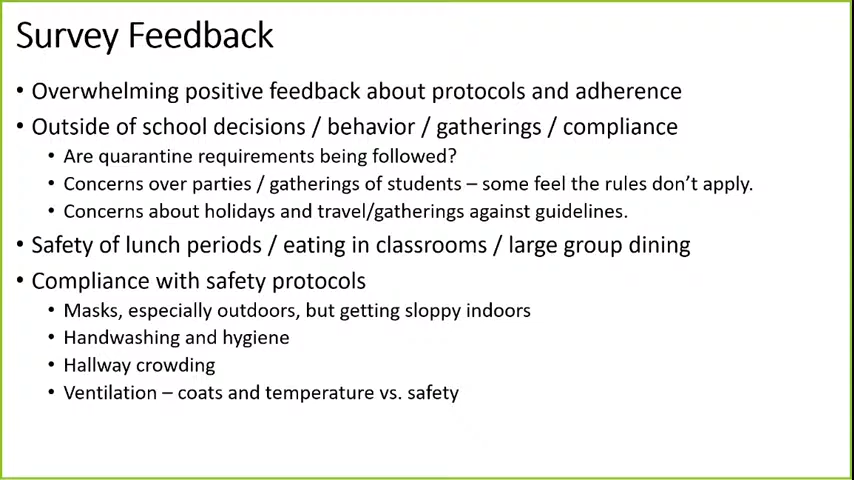 Survey Feedback
• Overwhelming positive feedback about protocols and adherence
• Outside of school decisions / behavior / gatherings / compliance
• Are quarantine requirements being followed?
• Concerns over parties / gatherings of students – some feel the rules don’t apply.
• Concerns about holidays and travel/gatherings against guidelines.
• Safety of lunch periods / eating in classrooms / large group dining
• Compliance with safety protocols
• Masks, especially outdoors, but getting sloppy indoors
• Handwashing and hygiene
• Hallway crowding
• Ventilation – coats and temperature vs. safety